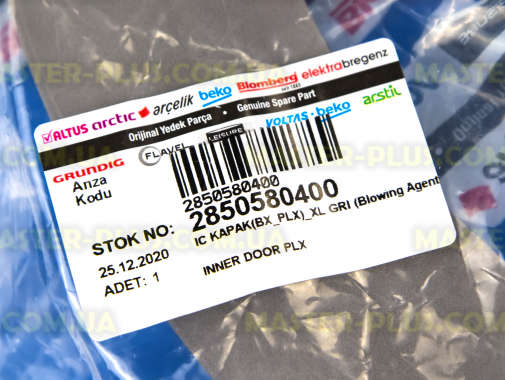 ALTUS arctic arçelik beko Blomberg elektrabregenz
seit 1883
Orijinal Yedek Parça • Genuine Spare Part
GRUNDIG FLAVEL LEISURE VOLTAS•beko arstil
Arıza
Kodu
2850580400
STOK NO: 2850580400
25.12.2020 IC KAPAK(BX_PLX)_XL GRI (Blowing Agent
ADET: 1 INNER DOOR PLX
MASTER-PLUS.COM.UA